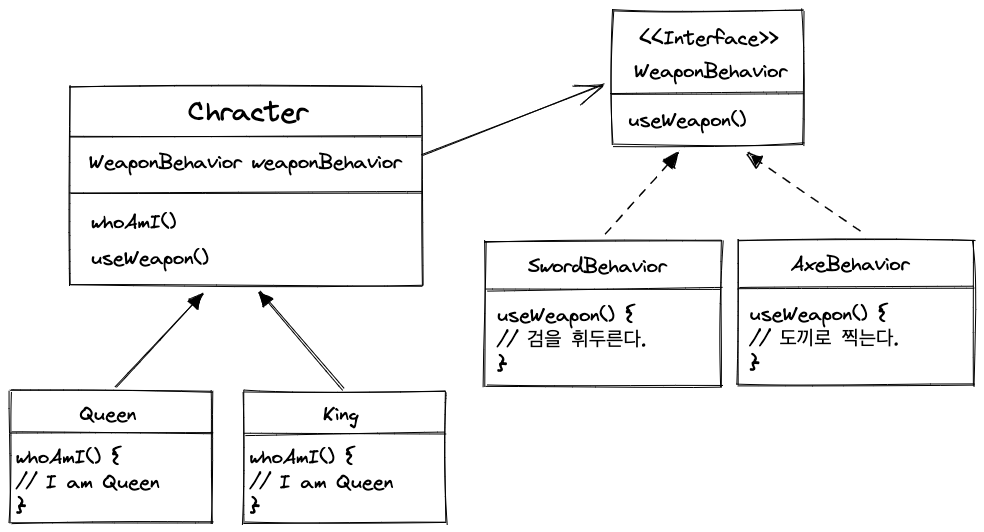 <<Interface>>
WeaponBehavior
useWeapon()
Chracter
WeaponBehavior weaponBehavior
whoAmI()
useWeapon()
SwordBehavior
useWeapon() {
// 검을 휘두른다.
}
AxeBehavior
useWeapon() {
// 도끼로 찍는다.
}
Queen
whoAmI() {
// I am Queen
}
King
whoAmI() {
// I am Queen
}